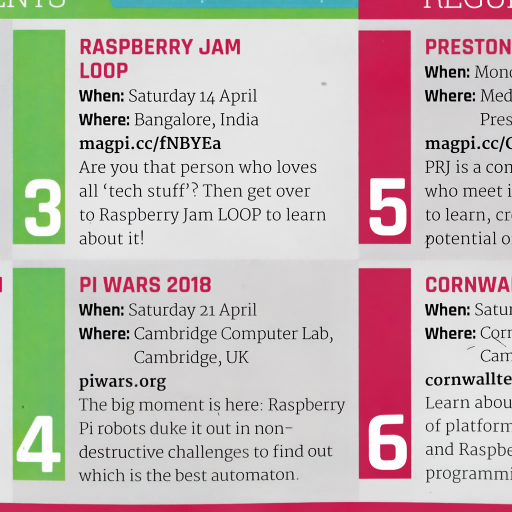 RASPBERRY JAM
LOOP
When: Saturday 14 April
Where: Bangalore, India
magpi.cc/fNBYEa
Are you that person who loves
all ‘tech stuff’? Then get over
to Raspberry Jam LOOP to learn
about it!
3
PI WARS 2018
When: Saturday 21 April
Where: Cambridge Computer Lab,
Cambridge, UK
piwars.org
The big moment is here: Raspberry
Pi robots duke it out in non-
destructive challenges to find out
which is the best automaton.
4
PRESTON
When: Mond
Where: Med
Pres
magpi.cc/
PRJ is a con
who meet i
to learn, cr
potential o
5
CORNWA
When: Satur
Where: Corn
Cam
cornwallte
Learn abou
of platform
and Raspbe
programmi
6